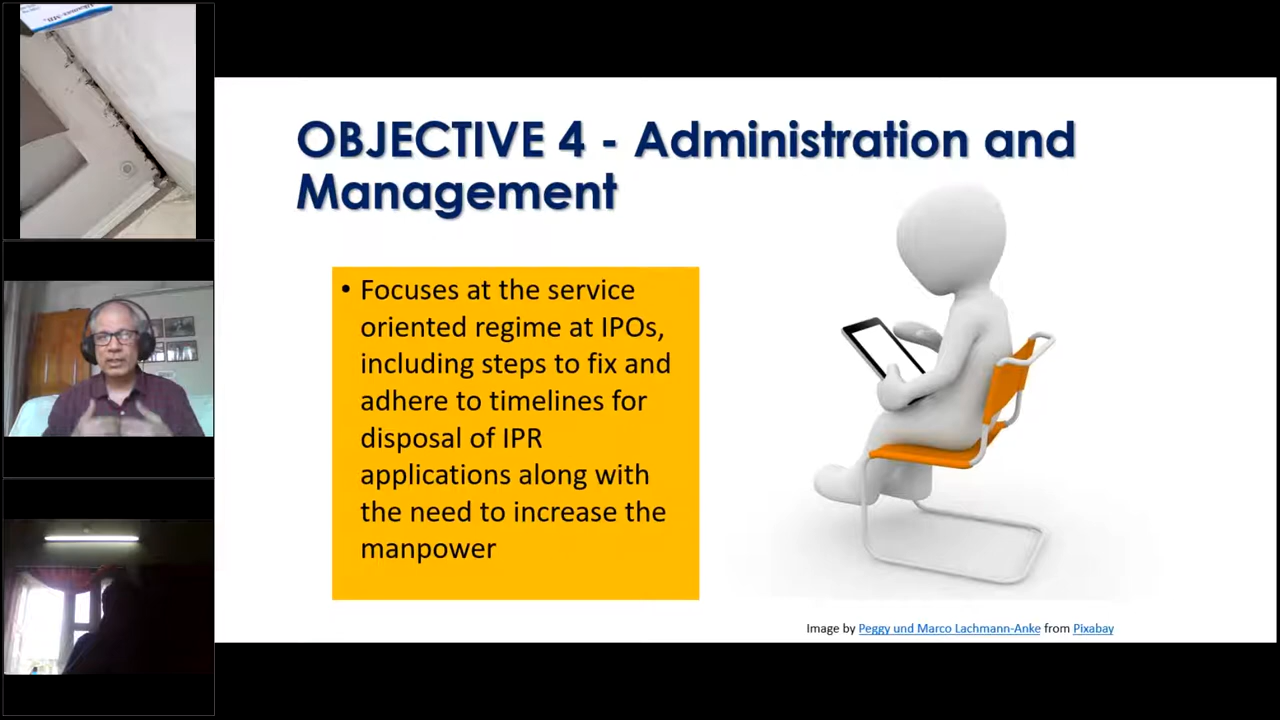 OBJECTIVE 4 - Administration and
Management
• Focuses at the service
oriented regime at IPOs,
including steps to fix and
adhere to timelines for
disposal of IPR
applications along with
the need to increase the
manpower
Image by Peggy und Marco Lachmann-Anke from Pixabay